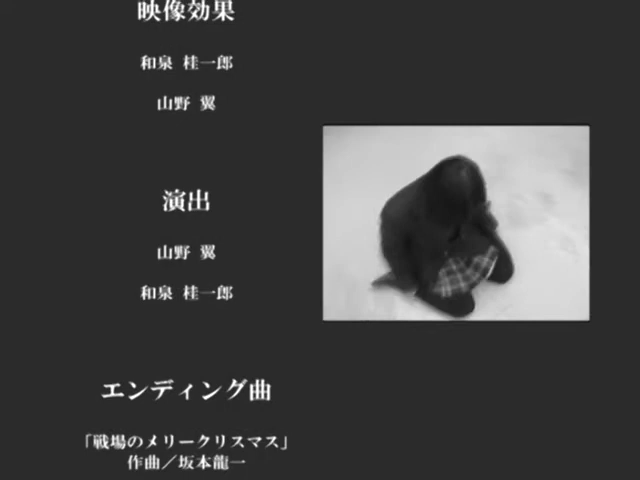 映像効果
和泉 桂一郎
山野 翼
演出
山野 翼
和泉 桂一郎
エンディング曲
「戦場のメリークリスマス」
作曲／坂本龍一